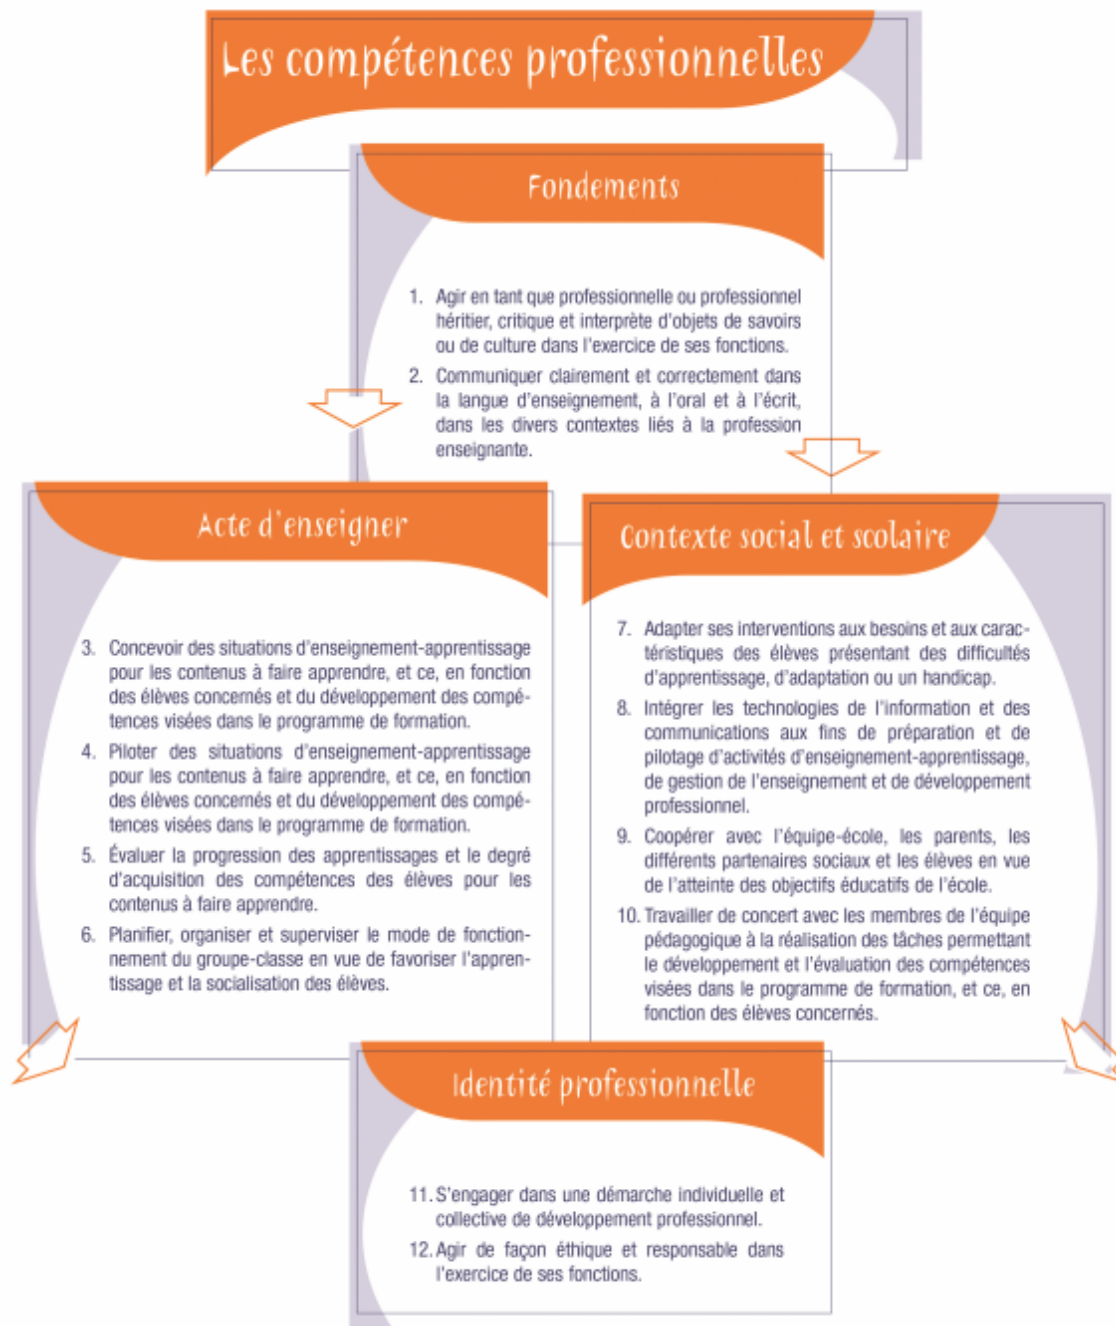 Les compétences professionnelles
Fondements
1. Agir en tant que professionnelle ou professionnel
héritier, critique et interprète d'objets de savoirs
ou de culture dans l'exercice de ses fonctions.
2. Communiquer clairement et correctement dans
la langue d'enseignement, à l'oral et à l'écrit,
dans les divers contextes liés à la profession
enseignante.
Acte d'enseigner
3. Concevoir des situations d'enseignement-apprentissage
pour les contenus à faire apprendre, et ce, en fonction
des élèves concernés et du développement des compé-
tences visées dans le programme de formation.
4. Piloter des situations d'enseignement-apprentissage
pour les contenus à faire apprendre, et ce, en fonction
des élèves concernés et du développement des compé-
tences visées dans le programme de formation.
5. Évaluer la progression des apprentissages et le degré
d'acquisition des compétences des élèves pour les
contenus à faire apprendre.
6. Planifier, organiser et superviser le mode de fonction-
nement du groupe-classe en vue de favoriser l'appren-
tissage et la socialisation des élèves.
Contexte social et scolaire
7. Adapter ses interventions aux besoins et aux carac-
téristiques des élèves présentant des difficultés
d'apprentissage, d'adaptation ou un handicap.
8. Intégrer les technologies de l'information et des
communications aux fins de préparation et de
pilotage d'activités d'enseignement-apprentissage,
de gestion de l'enseignement et de développement
professionnel.
9. Coopérer avec l'équipe-école, les parents, les
différents partenaires sociaux et les élèves en vue
de l'atteinte des objectifs éducatifs de l'école.
10. Travailler de concert avec les membres de l'équipe
pédagogique à la réalisation des tâches permettant
le développement et l'évaluation des compétences
visées dans le programme de formation, et ce, en
fonction des élèves concernés.
Identité professionnelle
11. S'engager dans une démarche individuelle et
collective de développement professionnel.
12. Agir de façon éthique et responsable dans
l'exercice de ses fonctions.